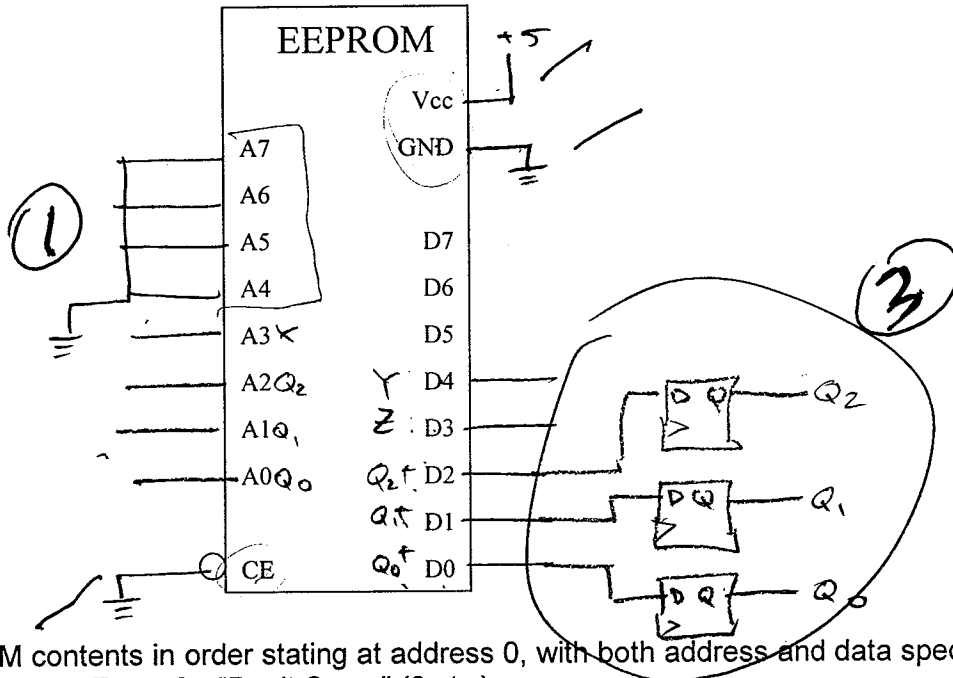 EEPROM
+5
Vcc
GND
A7
A6
A5
A4
A3 X
A2 Q2
A1 Q1
A0 Q0
CE
D7
D6
D5
Y D4
Z D3
Q2+ D2
Q1+ D1
Q0+ D0
1
3
D Q
Q2
D Q
Q1
D Q
Q0
M contents in order stating at address 0, with both address and data spec